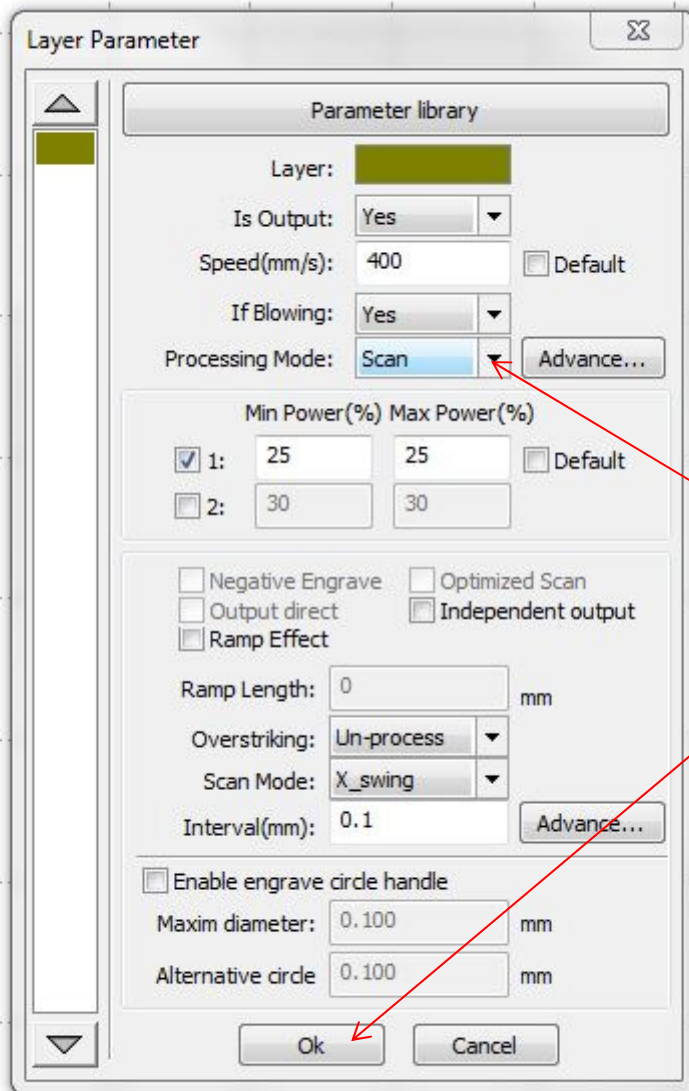 Layer Parameter
Parameter library
Layer:
Is Output: Yes
Speed(mm/s): 400 Default
If Blowing: Yes
Processing Mode: Scan Advance...
Min Power(%) Max Power(%)
1: 25 25 Default
2: 30 30
Negative Engrave Optimized Scan
Output direct Independent output
Ramp Effect
Ramp Length: 0 mm
Overstriking: Un-process
Scan Mode: X_swing
Interval(mm): 0.1 Advance...
Enable engrave circle handle
Maxim diameter: 0.100 mm
Alternative circle 0.100 mm
Ok Cancel